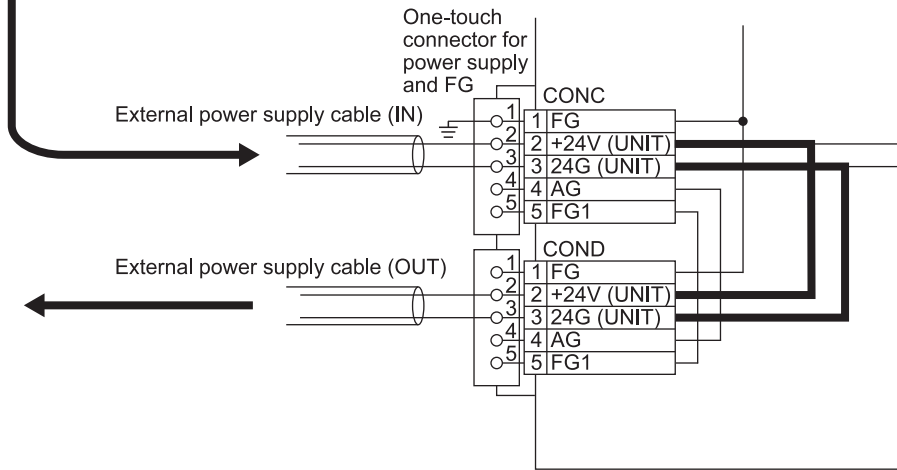 One-touch
connector for
power supply
and FG
CONC
External power supply cable (IN)
1 1 FG
2 2 +24V (UNIT)
3 3 24G (UNIT)
4 4 AG
5 5 FG1
COND
External power supply cable (OUT)
1 1 FG
2 2 +24V (UNIT)
3 3 24G (UNIT)
4 4 AG
5 5 FG1